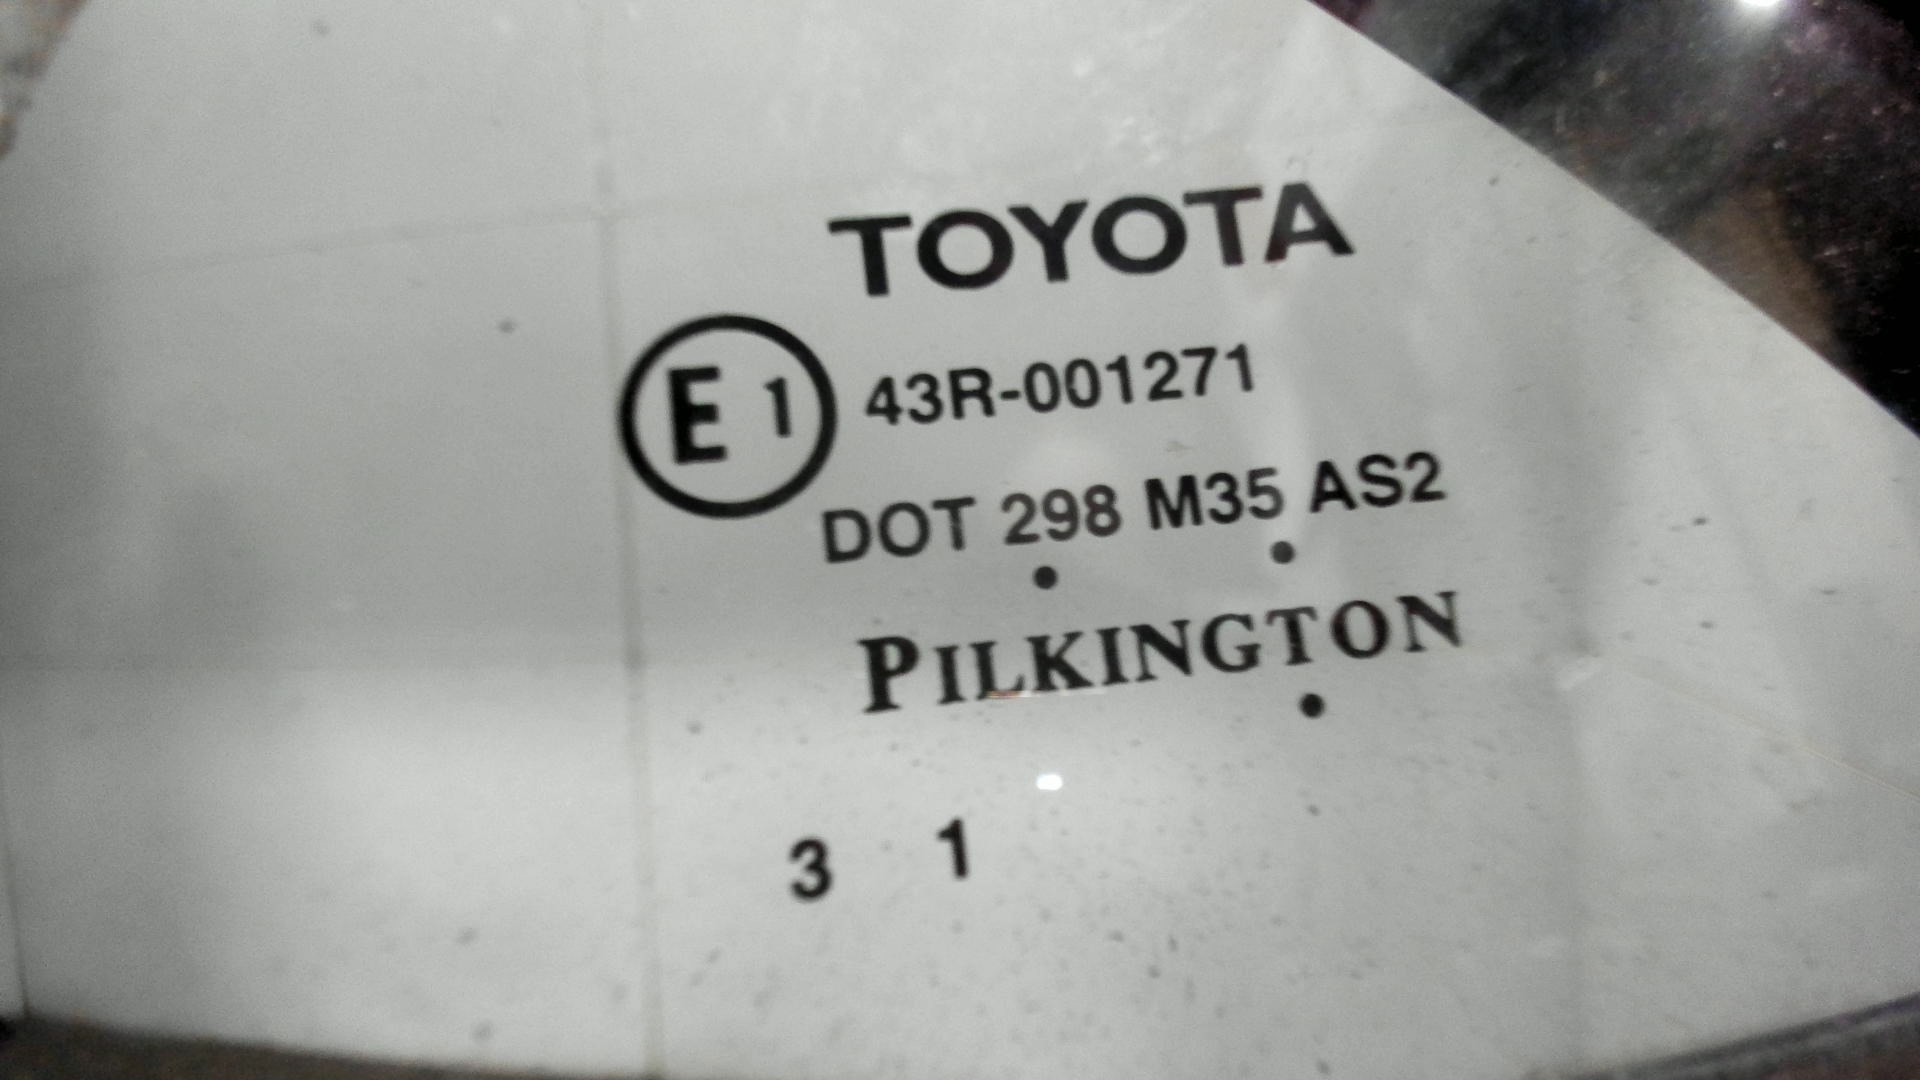 TOYOTA
E 1 43R-001271
DOT 298 M35 AS2
PILKINGTON
3 1